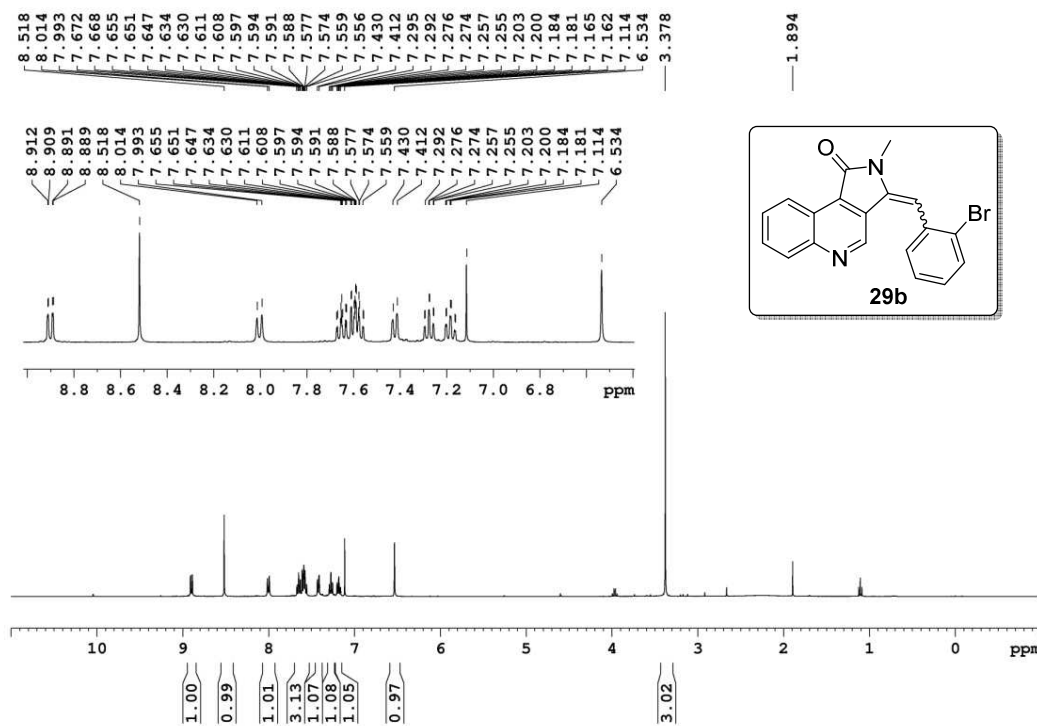 8.518 8.014 7.993 7.672 7.668 7.655 7.651 7.647 7.634 7.630 7.611 7.608 7.597 7.594 7.591 7.588 7.577 7.574 7.559 7.556 7.430 7.412 7.295 7.292 7.276 7.274 7.257 7.255 7.203 7.200 7.184 7.181 7.165 7.162 7.114 6.534 3.378 1.894
8.912 8.909 8.891 8.889 8.518 8.014 7.993 7.655 7.651 7.647 7.634 7.630 7.611 7.608 7.597 7.594 7.591 7.588 7.577 7.574 7.559 7.430 7.412 7.292 7.276 7.274 7.257 7.255 7.203 7.200 7.184 7.181 7.114 6.534
O
N
Br
N
29b
8.8 8.6 8.4 8.2 8.0 7.8 7.6 7.4 7.2 7.0 6.8 ppm
10 9 8 7 6 5 4 3 2 1 0 ppm
1.00 0.99 1.01 3.13 1.07 1.08 1.05 0.97 3.02